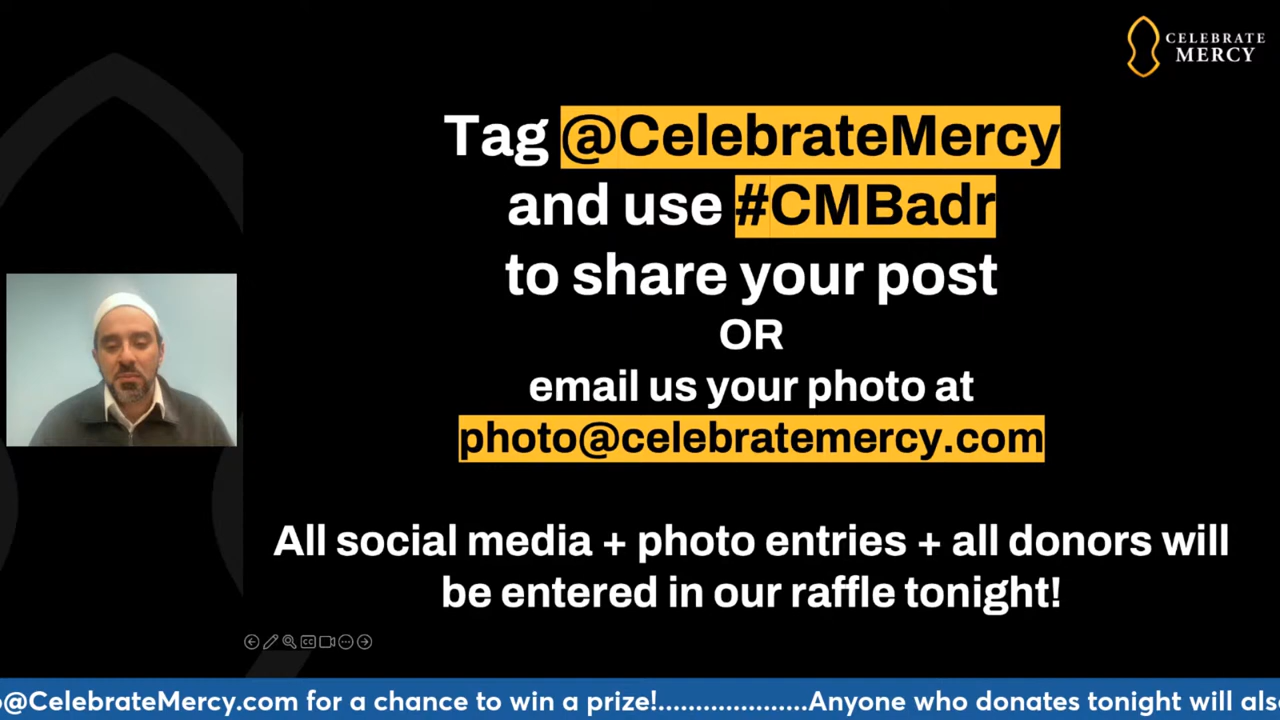 CELEBRATE
MERCY
Tag @CelebrateMercy
and use #CMBadr
to share your post
OR
email us your photo at
photo@celebratemercy.com
All social media + photo entries + all donors will
be entered in our raffle tonight!
@CelebrateMercy.com for a chance to win a prize!....................Anyone who donates tonight will als